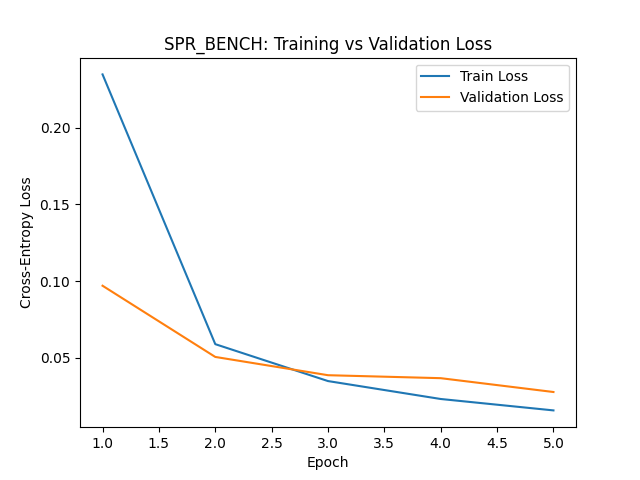 SPR_BENCH: Training vs Validation Loss
Train Loss
Validation Loss
Cross-Entropy Loss
0.20
0.15
0.10
0.05
1.0 1.5 2.0 2.5 3.0 3.5 4.0 4.5 5.0
Epoch